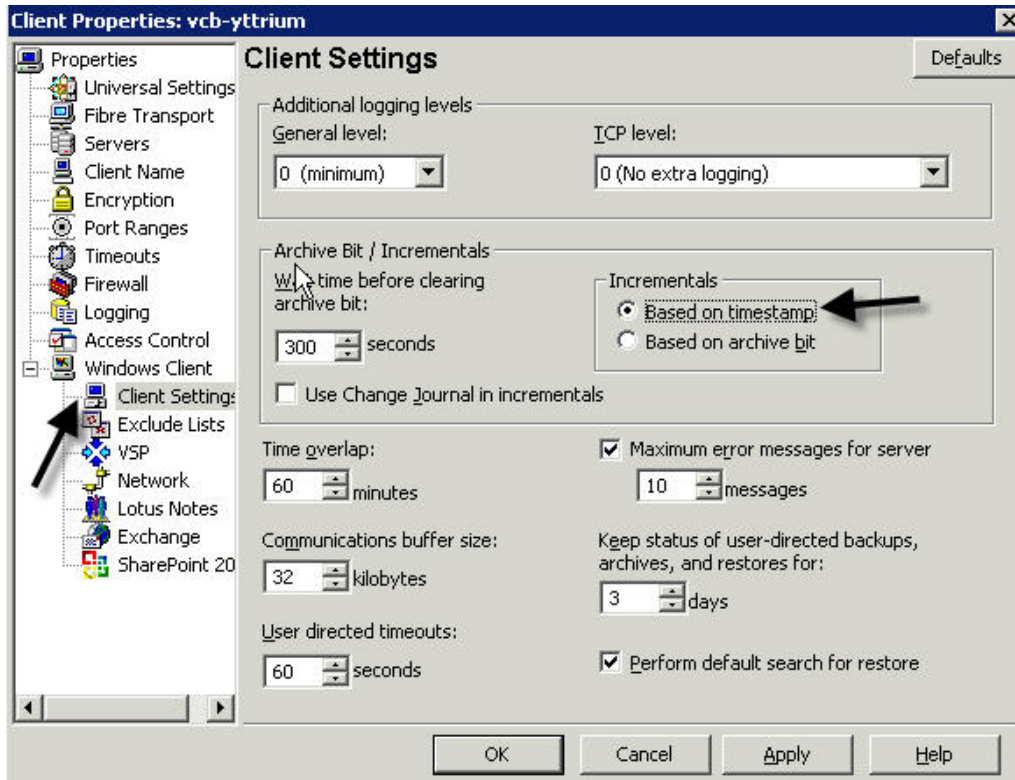 Client Properties: vcb-yttrium
Properties
Universal Settings
Fibre Transport
Servers
Client Name
Encryption
Port Ranges
Timeouts
Firewall
Logging
Access Control
Windows Client
Client Settings
Exclude Lists
VSP
Network
Lotus Notes
Exchange
SharePoint 20
Client Settings
Defaults
Additional logging levels
General level:
TCP level:
0 (minimum)
0 (No extra logging)
Archive Bit / Incrementals
time before clearing
archive bit:
300 seconds
Incrementals
Based on timestamp
Based on archive bit
Use Change Journal in incrementals
Time overlap:
60 minutes
Maximum error messages for server
10 messages
Communications buffer size:
32 kilobytes
Keep status of user-directed backups,
archives, and restores for:
3 days
User directed timeouts:
60 seconds
Perform default search for restore
OK
Cancel
Apply
Help